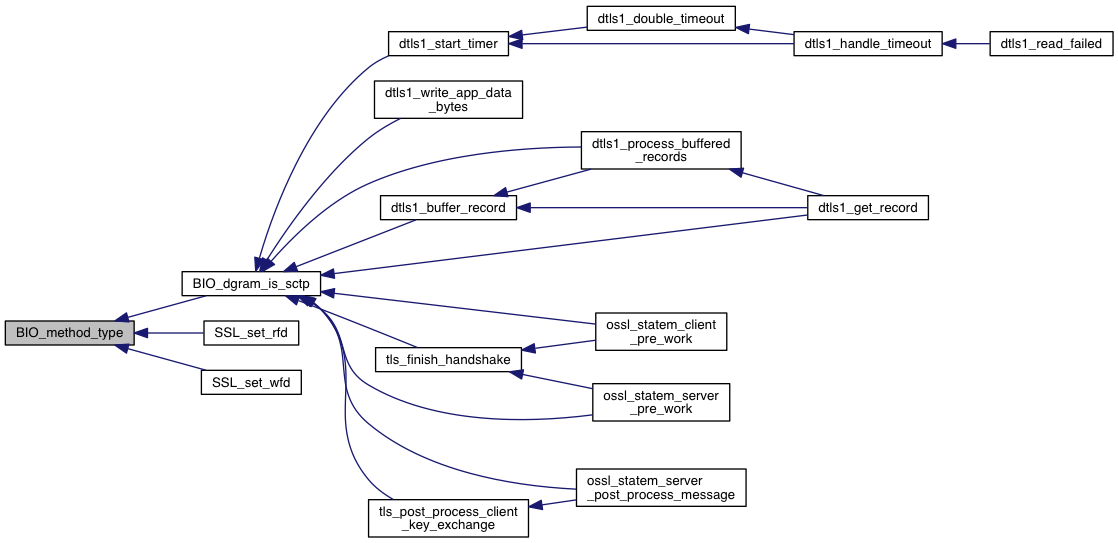 dtls1_double_timeout
dtls1_start_timer
dtls1_handle_timeout
dtls1_read_failed
dtls1_write_app_data
_bytes
dtls1_process_buffered
_records
dtls1_buffer_record
dtls1_get_record
BIO_dgram_is_sctp
BIO_method_type
SSL_set_rfd
SSL_set_wfd
ossl_statem_client
_pre_work
tls_finish_handshake
ossl_statem_server
_pre_work
ossl_statem_server
_post_process_message
tls_post_process_client
_key_exchange